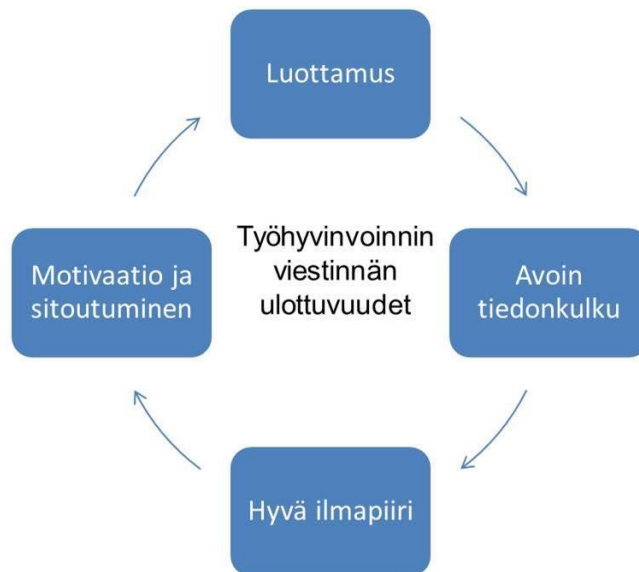 Luottamus
Työhyvinvoinnin
viestinnän
ulottuvuudet
Motivaatio ja
sitoutuminen
Avoin
tiedonkulku
Hyvä ilmapiiri